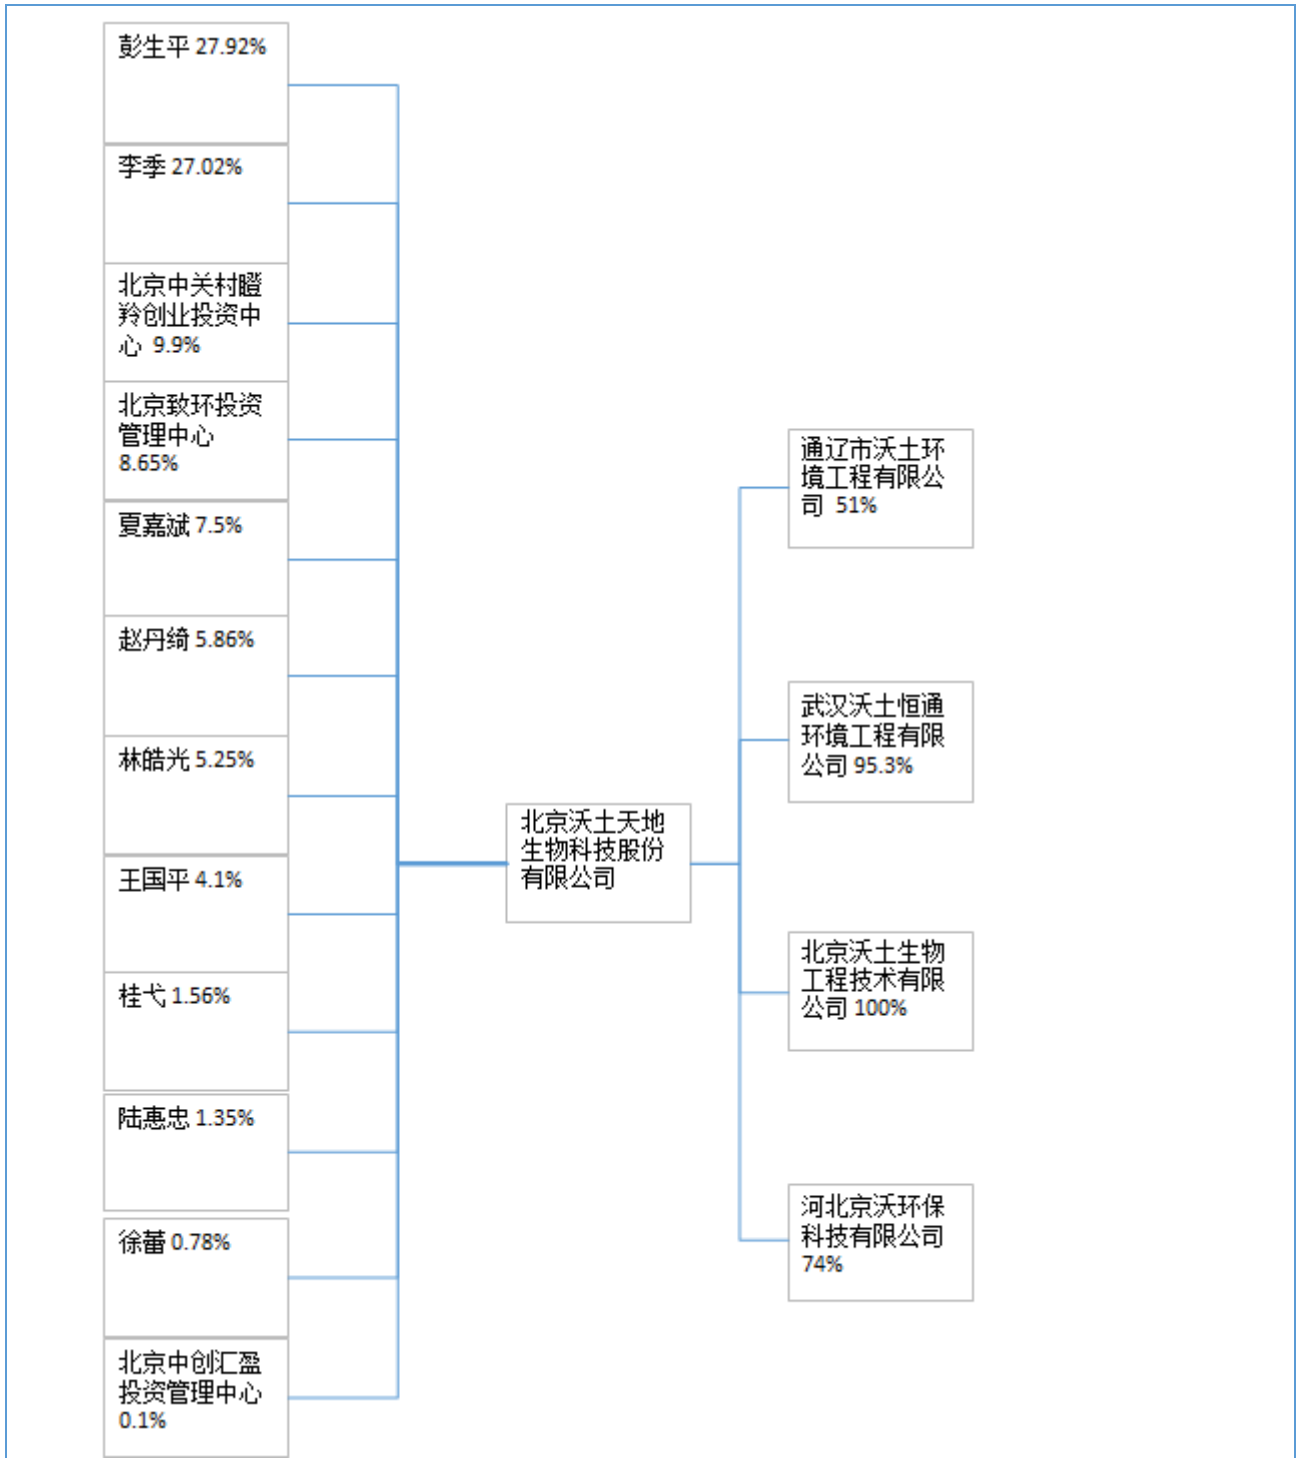 彭生平 27.92%
李季 27.02%
北京中关村瞪
羚创业投资中
心 9.9%
北京致环投资
管理中心
8.65%
夏嘉斌 7.5%
赵丹绮 5.86%
林皓光 5.25%
王国平 4.1%
桂弋 1.56%
陆惠忠 1.35%
徐蕃 0.78%
北京中创汇盈
投资管理中心
0.1%
北京沃土天地
生物科技股份
有限公司
通辽市沃土环
境工程有限公
司 51%
武汉沃土恒通
环境工程有限
公司 95.3%
北京沃土生物
工程技术有限
公司 100%
河北京沃环保
科技有限公司
74%